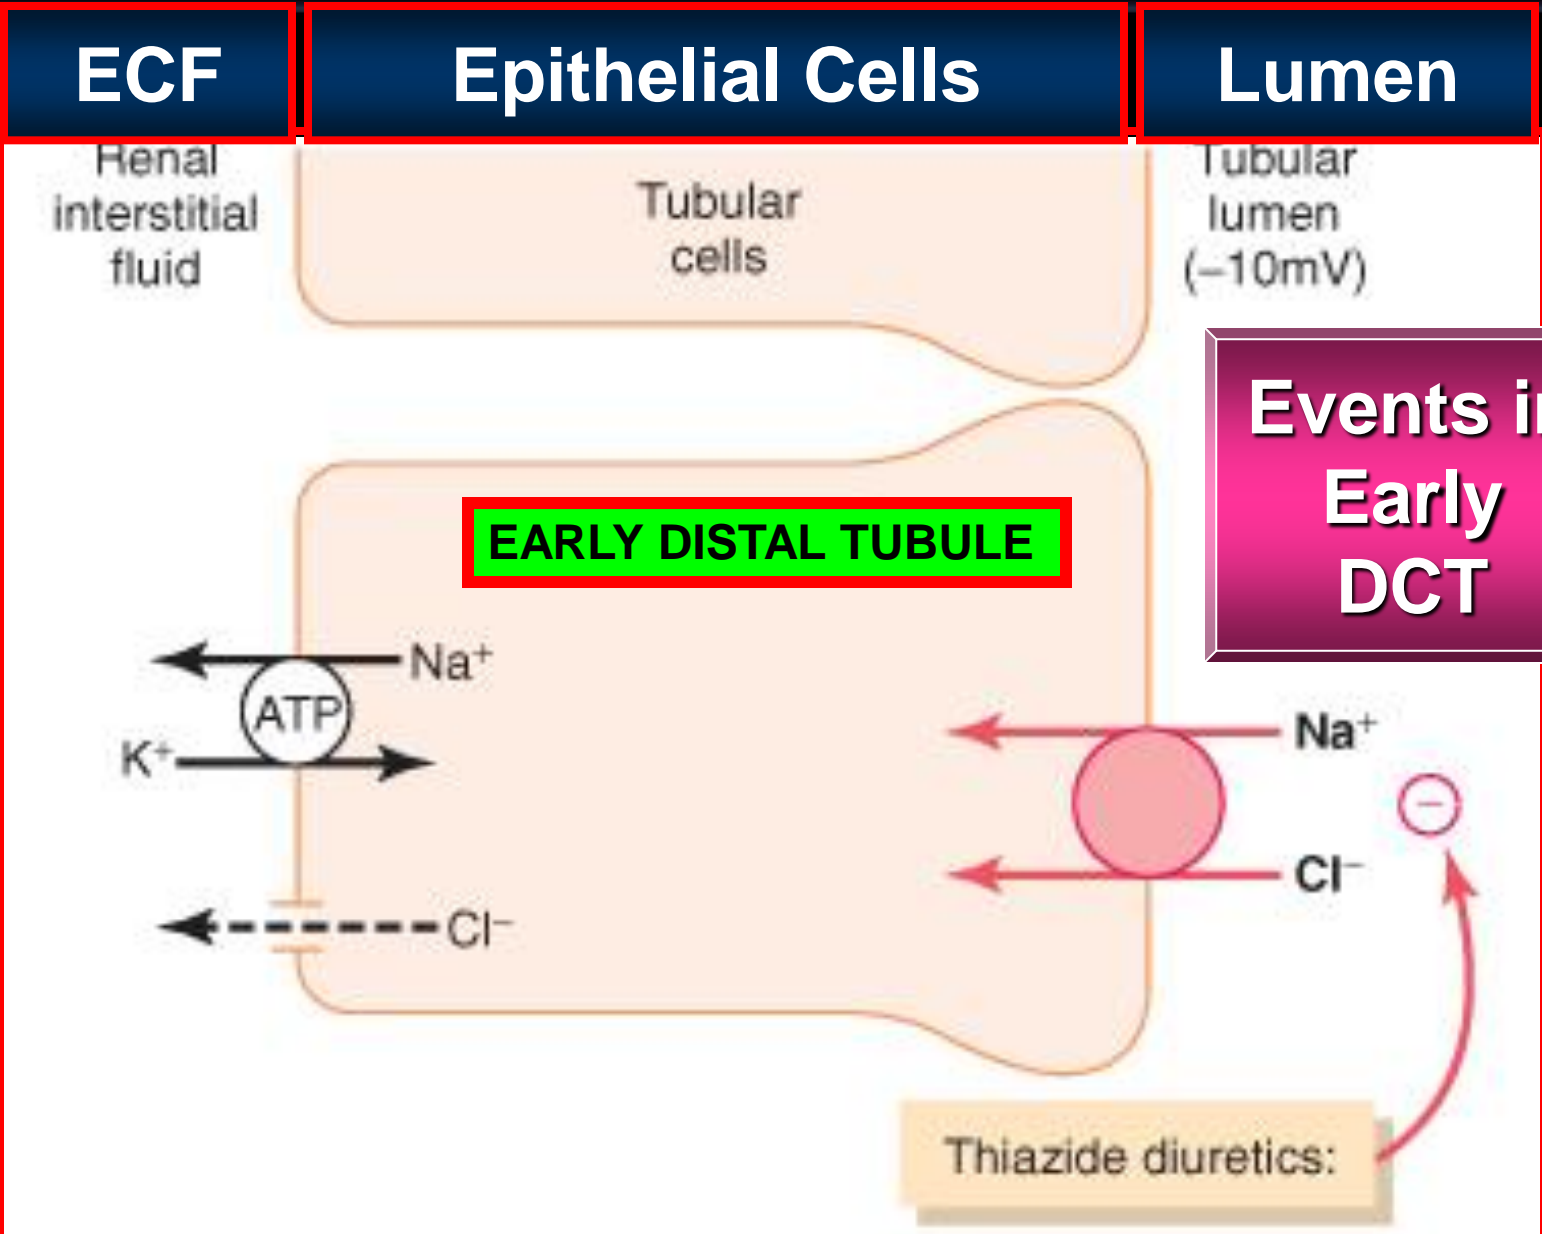 ECF
Epithelial Cells
Lumen
Renal
interstitial
fluid
Tubular
cells
Tubular
lumen
(–10mV)
Events in
Early
DCT
EARLY DISTAL TUBULE
Na⁺
ATP
K⁺
Cl⁻
Na⁺
−
Cl⁻
Thiazide diuretics: